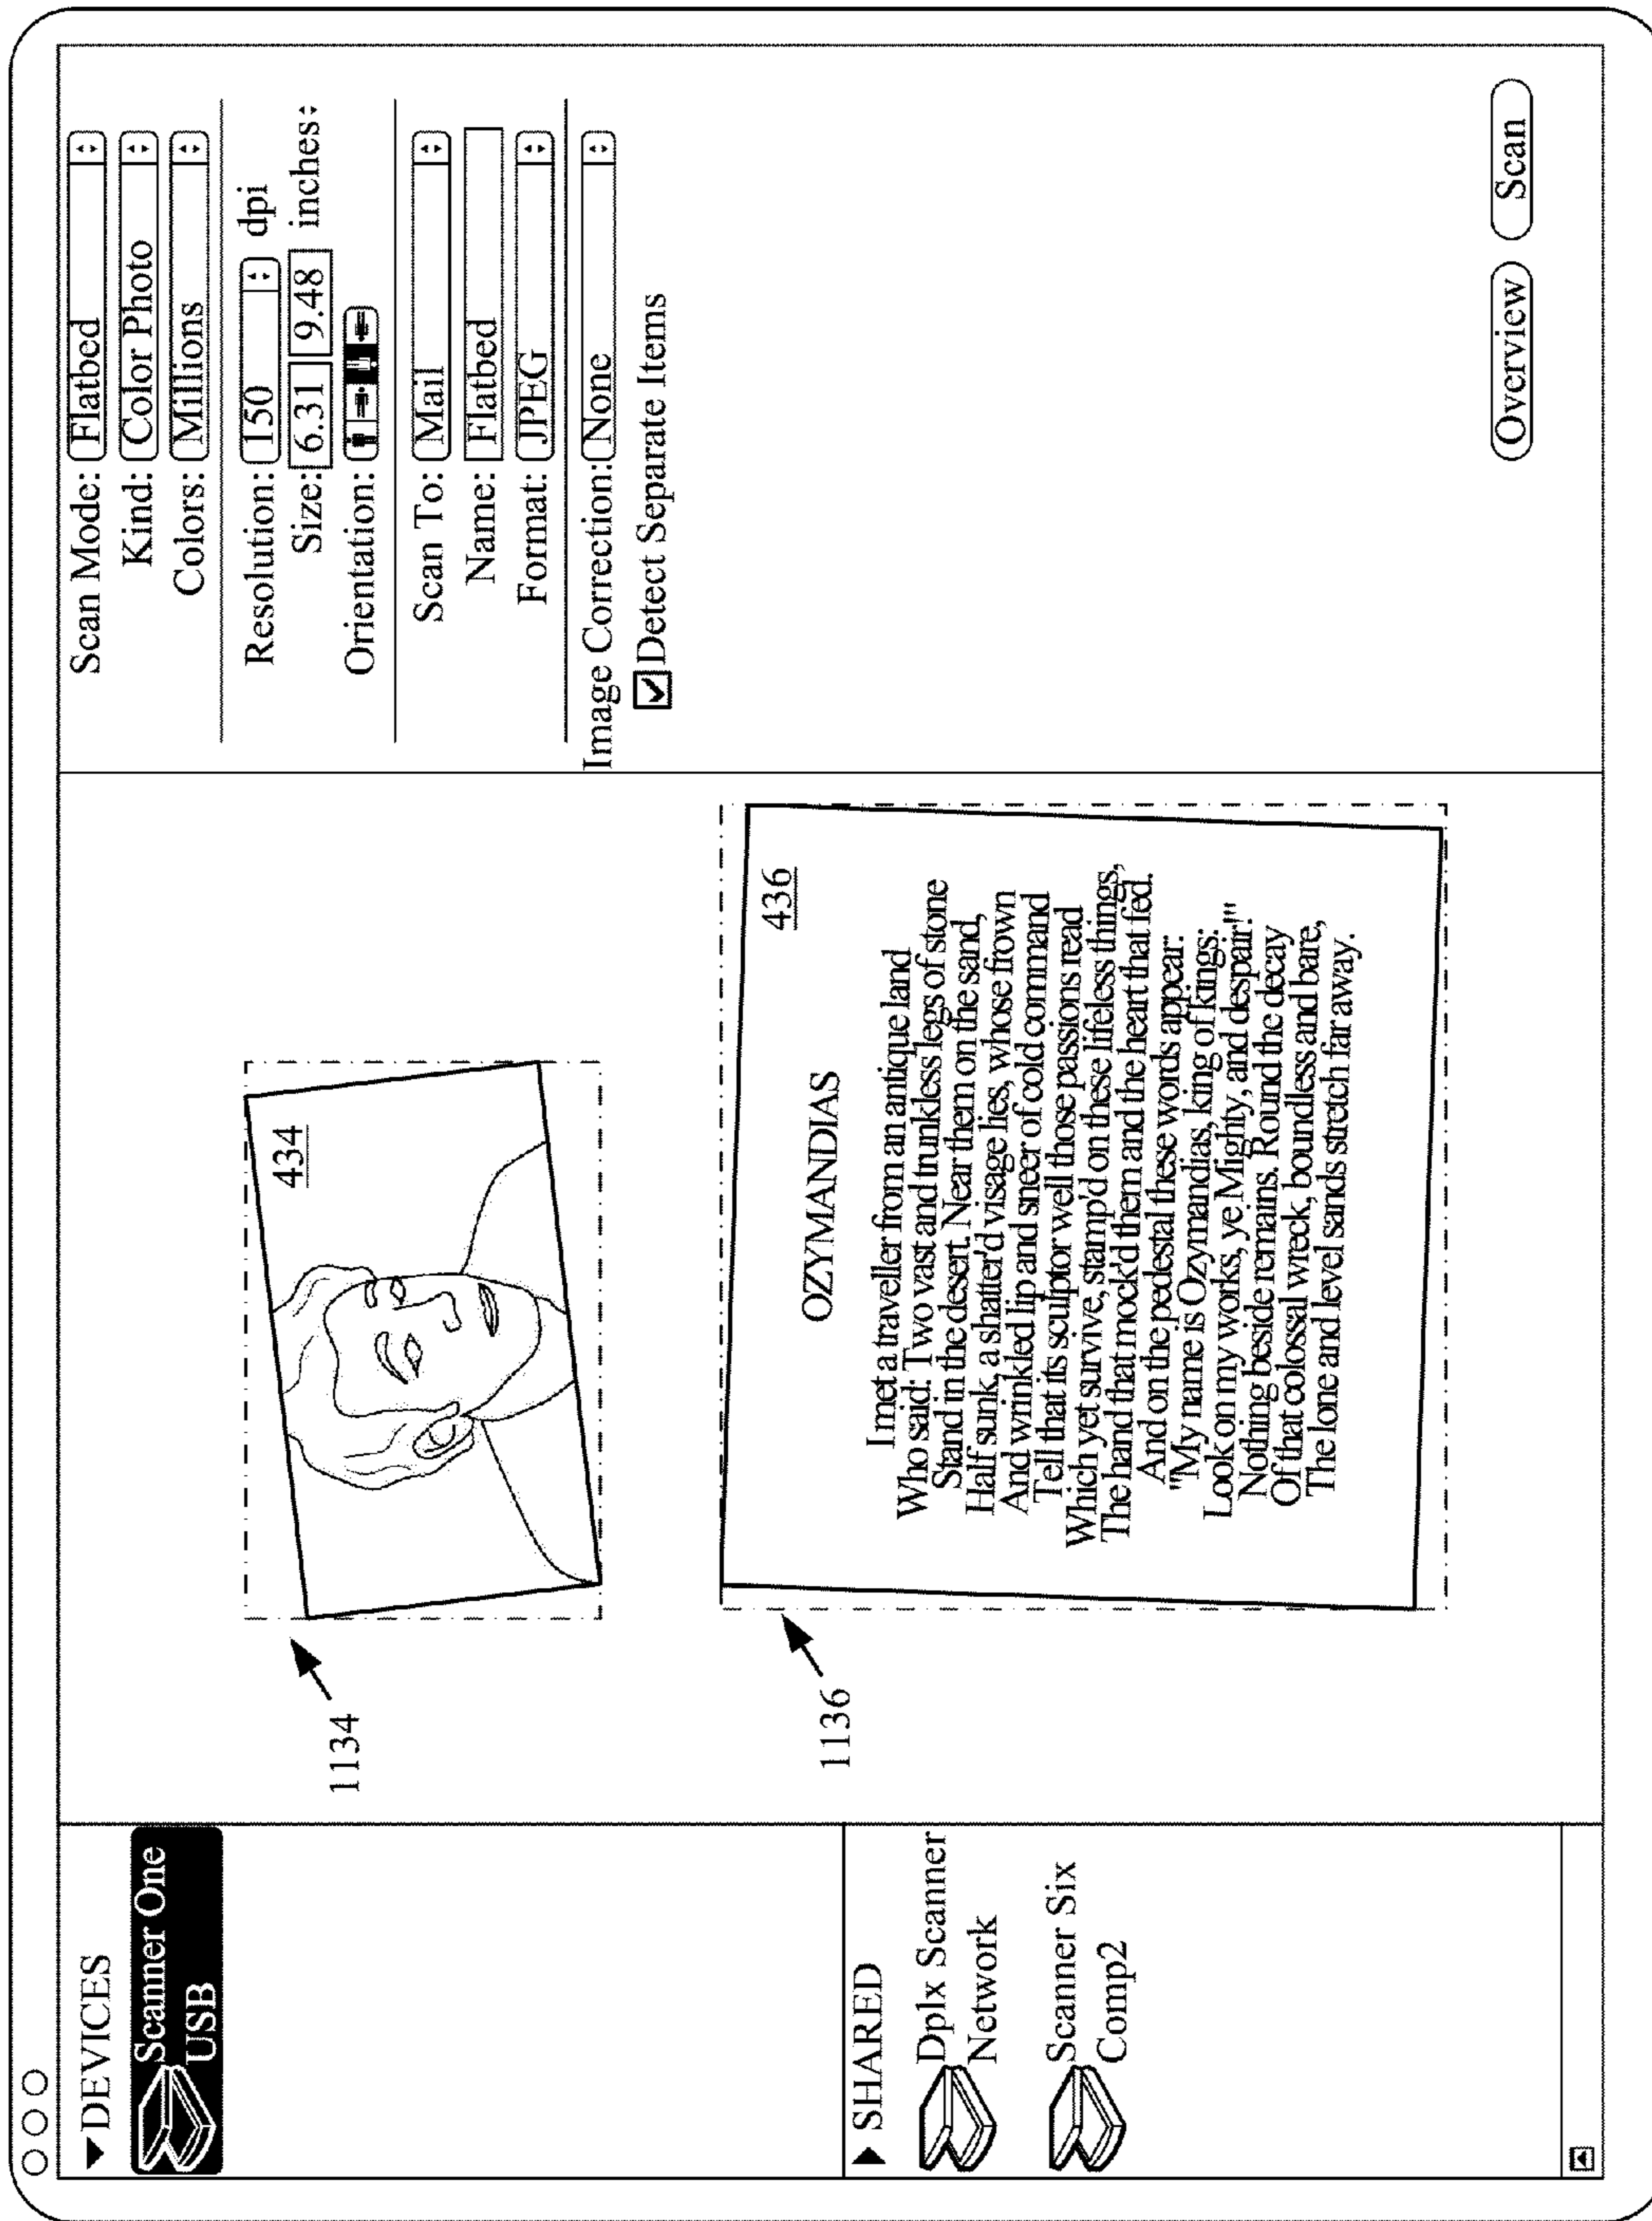 DEVICES
Scanner One
USB
SHARED
Dplx Scanner
Network
Scanner Six
Comp2
1134
434
1136
436
OZYMANDIAS
I met a traveller from an antique land
Who said: Two vast and trunkless legs of stone
Stand in the desert. Near them on the sand,
Half sunk, a shatter'd visage lies, whose frown
And wrinkled lip and sneer of cold command
Tell that its sculptor well those passions read
Which yet survive, stamp'd on these lifeless things,
The hand that mock'd them and the heart that fed.
And on the pedestal these words appear:
"My name is Ozymandias, king of kings:
Look on my works, ye Mighty, and despair!"
Nothing beside remains. Round the decay
Of that colossal wreck, boundless and bare,
The lone and level sands stretch far away.
Scan Mode: Flatbed
Kind: Color Photo
Colors: Millions
Resolution: 150 dpi
Size: 6.31 9.48 inches
Orientation:
Scan To: Mail
Name: Flatbed
Format: JPEG
Image Correction: None
Detect Separate Items
Overview Scan